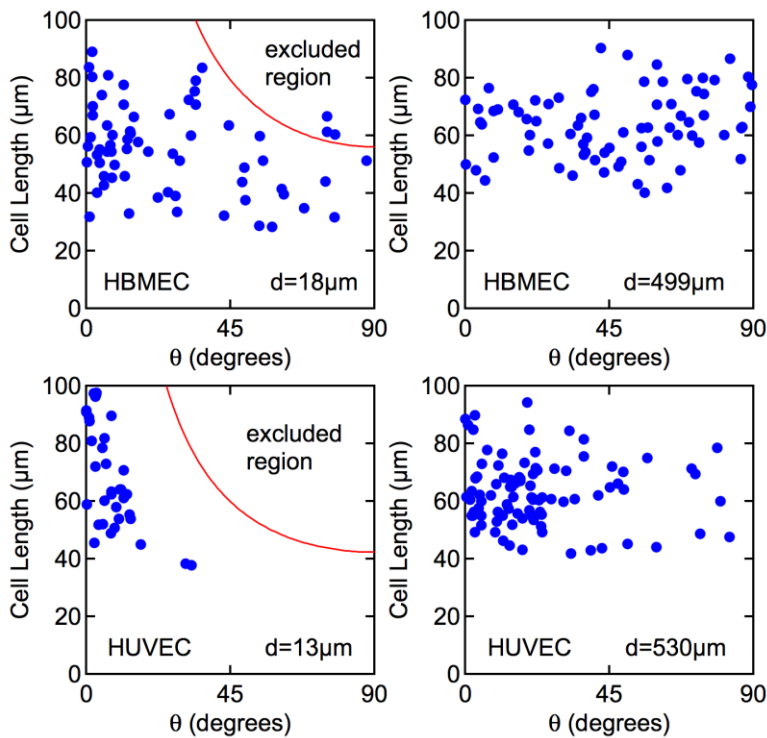 100
80
60
40
20
0
Cell Length (μm)
excluded
region
HBMEC d=18μm
0 45 90
θ (degrees)
100
80
60
40
20
0
Cell Length (μm)
HBMEC d=499μm
0 45 90
θ (degrees)
100
80
60
40
20
0
Cell Length (μm)
excluded
region
HUVEC d=13μm
0 45 90
θ (degrees)
100
80
60
40
20
0
Cell Length (μm)
HUVEC d=530μm
0 45 90
θ (degrees)